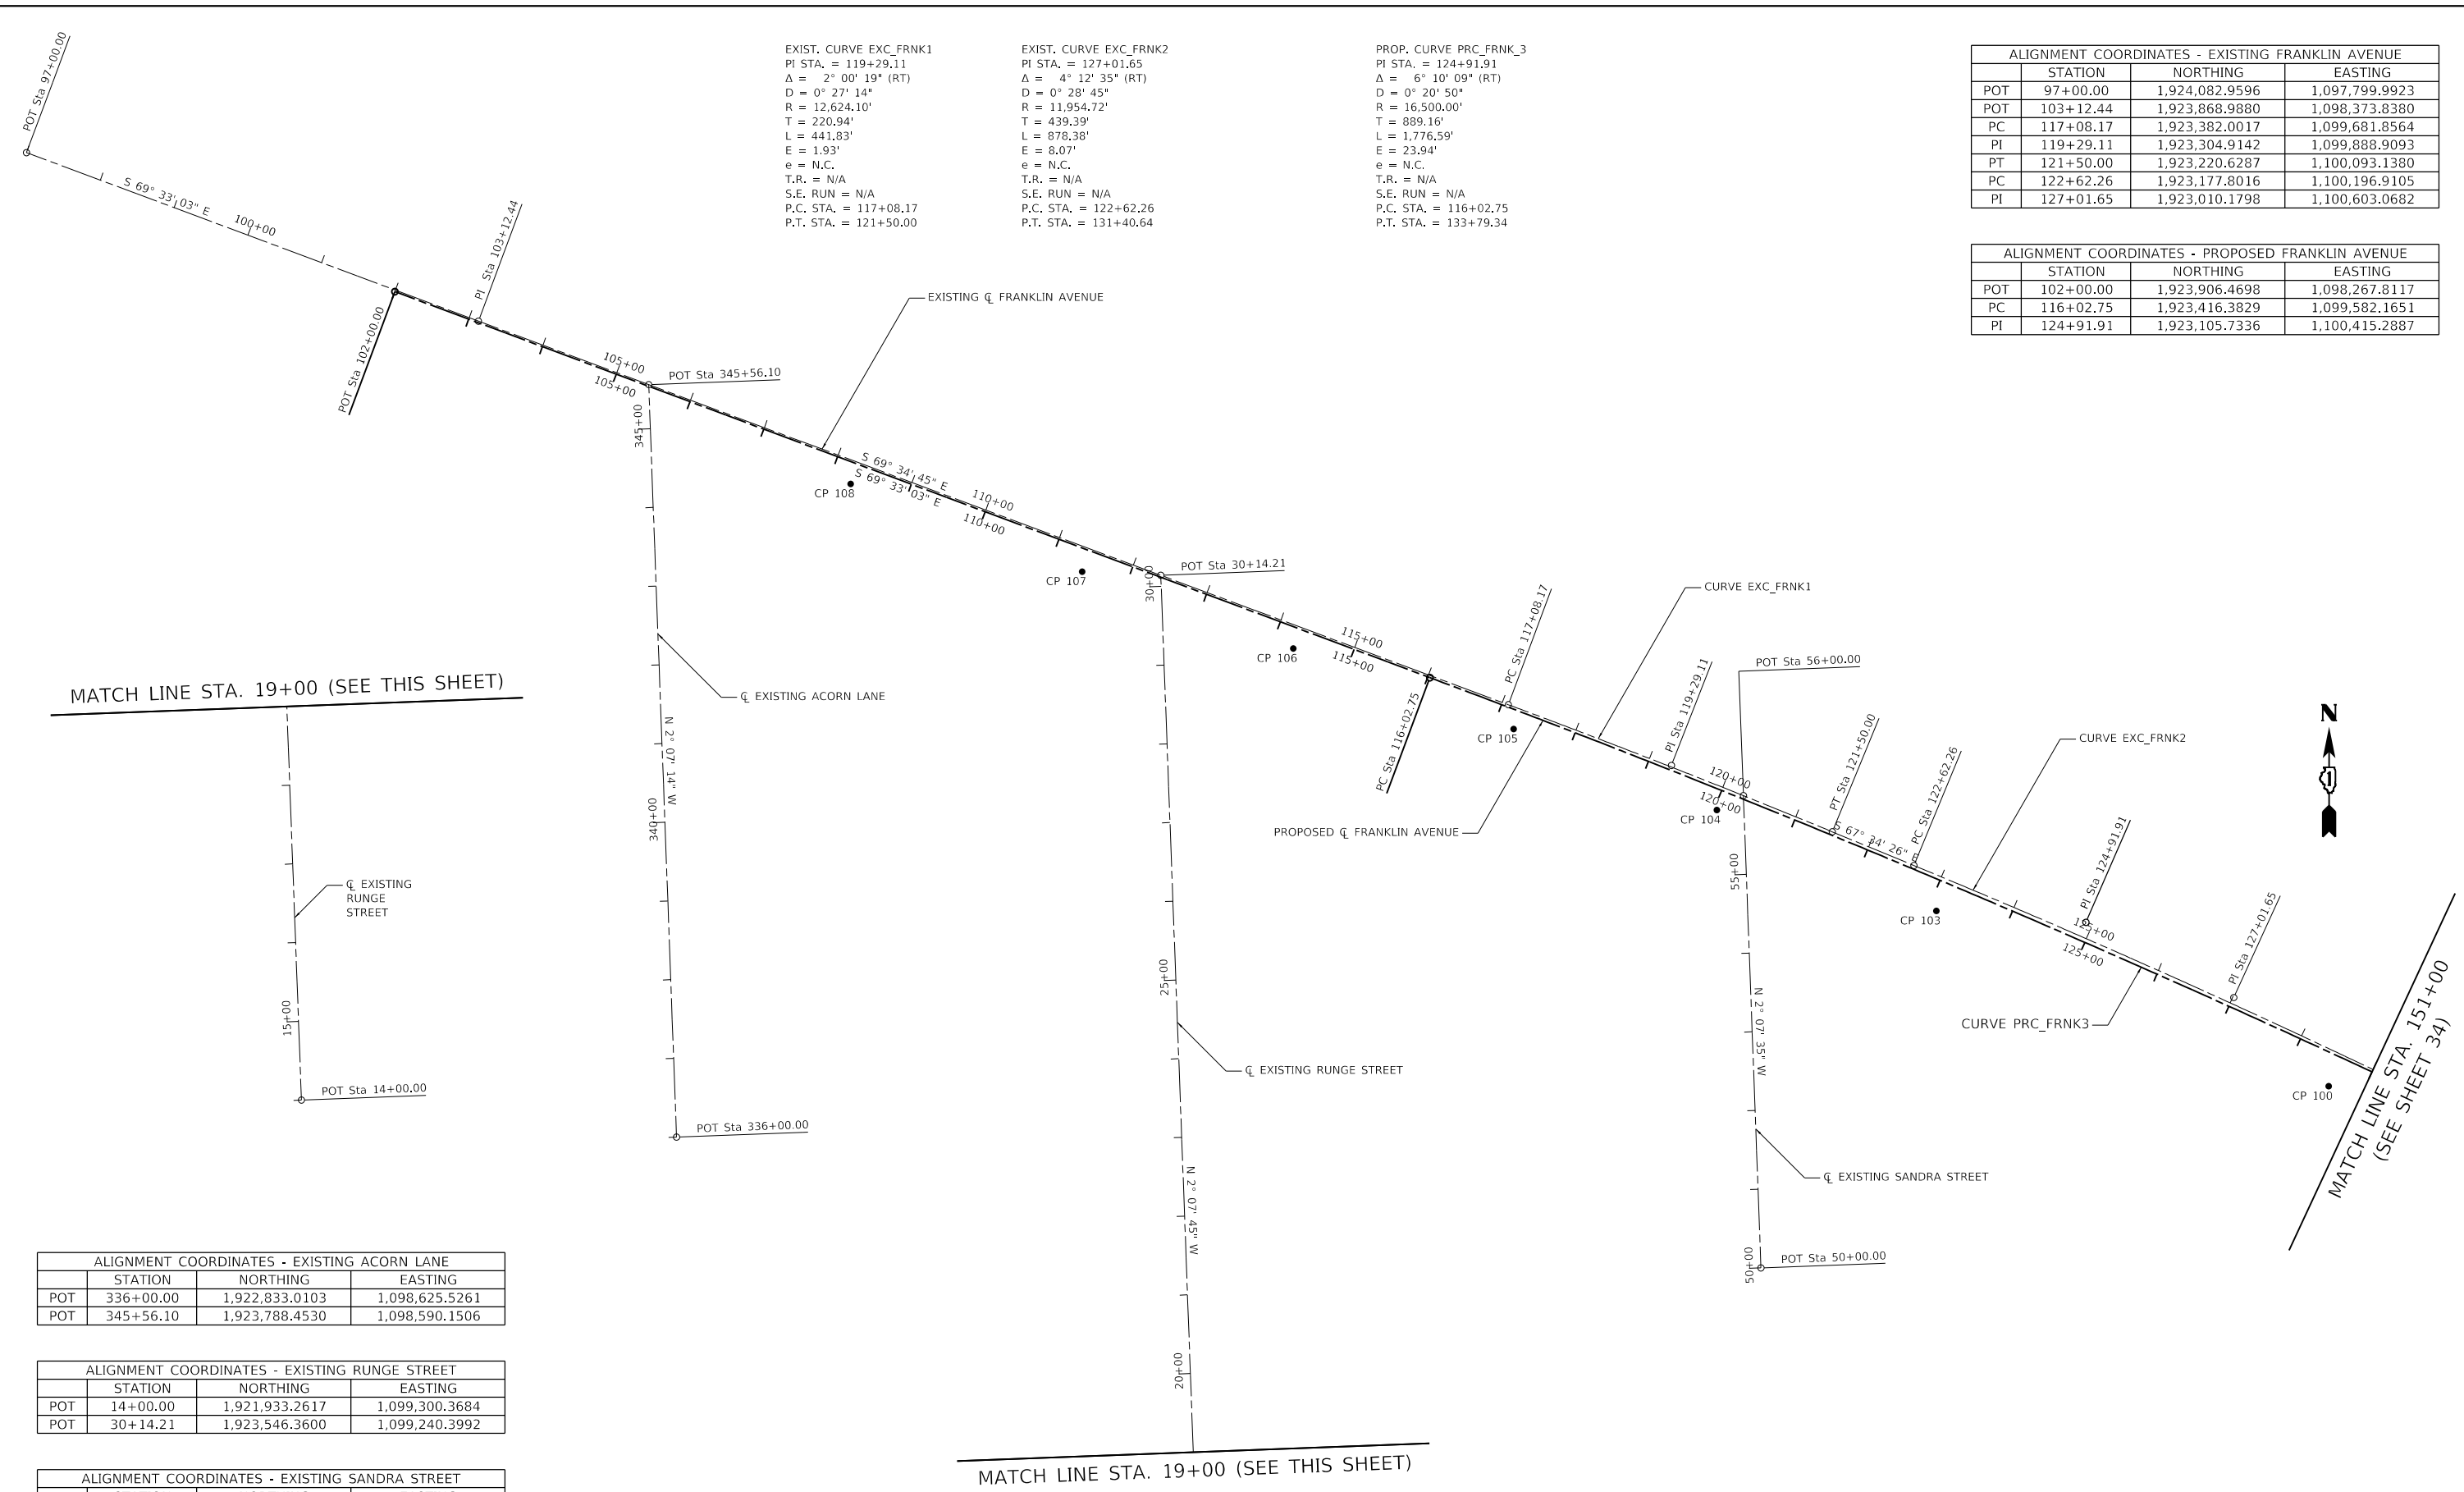 POT Sta 97+00.00
S 69° 33' 03" E
100+00
POT Sta 102+00.00
PI Sta 103+12.44
EXIST. CURVE EXC_FRNK1
PI STA. = 119+29.11
Δ = 2° 00' 19" (RT)
D = 0° 27' 14"
R = 12,624.10'
T = 220.94'
L = 441.83'
E = 1.93'
e = N.C.
T.R. = N/A
S.E. RUN = N/A
P.C. STA. = 117+08.17
P.T. STA. = 121+50.00
EXIST. CURVE EXC_FRNK2
PI STA. = 127+01.65
Δ = 4° 12' 35" (RT)
D = 0° 28' 45"
R = 11,954.72'
T = 439.39'
L = 878.38'
E = 8.07'
e = N.C.
T.R. = N/A
S.E. RUN = N/A
P.C. STA. = 122+62.26
P.T. STA. = 131+40.64
PROP. CURVE PRC_FRNK_3
PI STA. = 124+91.91
Δ = 6° 10' 09" (RT)
D = 0° 20' 50"
R = 16,500.00'
T = 889.16'
L = 1,776.59'
E = 23.94'
e = N.C.
T.R. = N/A
S.E. RUN = N/A
P.C. STA. = 116+02.75
P.T. STA. = 133+79.34
ALIGNMENT COORDINATES - EXISTING FRANKLIN AVENUE
STATION NORTHING EASTING
POT 97+00.00 1,924,082.9596 1,097,799.9923
POT 103+12.44 1,923,868.9880 1,098,373.8380
PC 117+08.17 1,923,382.0017 1,099,681.8564
PI 119+29.11 1,923,304.9142 1,099,888.9093
PT 121+50.00 1,923,220.6287 1,100,093.1380
PC 122+62.26 1,923,177.8016 1,100,196.9105
PI 127+01.65 1,923,010.1798 1,100,603.0682
ALIGNMENT COORDINATES - PROPOSED FRANKLIN AVENUE
STATION NORTHING EASTING
POT 102+00.00 1,923,906.4698 1,098,267.8117
PC 116+02.75 1,923,416.3829 1,099,582.1651
PI 124+91.91 1,923,105.7336 1,100,415.2887
EXISTING ℄ FRANKLIN AVENUE
105+00
105+00
POT Sta 345+56.10
345+00
S 69° 34' 45" E
S 69° 33' 03" E
CP 108
110+00
110+00
CP 107
30+00
POT Sta 30+14.21
CP 106
115+00
115+00
PC Sta 116+02.75
PC Sta 117+08.17
CP 105
CURVE EXC_FRNK1
PI Sta 119+29.11
POT Sta 56+00.00
120+00
120+00
CP 104
PT Sta 121+50.00
S 67° 34' 26" E
PC Sta 122+62.26
CURVE EXC_FRNK2
N
CP 103
PI Sta 124+91.91
125+00
125+00
PI Sta 127+01.65
CP 100
MATCH LINE STA. 151+00
(SEE SHEET 34)
CURVE PRC_FRNK3
PROPOSED ℄ FRANKLIN AVENUE
MATCH LINE STA. 19+00 (SEE THIS SHEET)
℄ EXISTING
RUNGE
STREET
15+00
POT Sta 14+00.00
℄ EXISTING ACORN LANE
N 2° 07' 14" W
340+00
POT Sta 336+00.00
25+00
℄ EXISTING RUNGE STREET
N 2° 07' 45" W
20+00
55+00
N 2° 07' 35" W
℄ EXISTING SANDRA STREET
50+00
POT Sta 50+00.00
MATCH LINE STA. 19+00 (SEE THIS SHEET)
ALIGNMENT COORDINATES - EXISTING ACORN LANE
STATION NORTHING EASTING
POT 336+00.00 1,922,833.0103 1,098,625.5261
POT 345+56.10 1,923,788.4530 1,098,590.1506
ALIGNMENT COORDINATES - EXISTING RUNGE STREET
STATION NORTHING EASTING
POT 14+00.00 1,921,933.2617 1,099,300.3684
POT 30+14.21 1,923,546.3600 1,099,240.3992
ALIGNMENT COORDINATES - EXISTING SANDRA STREET